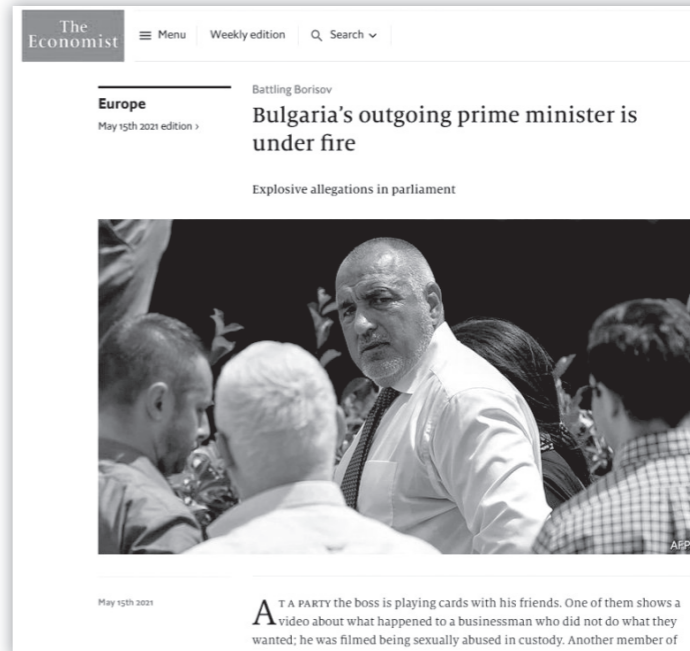 The
Economist
Menu
Weekly edition
Search
Europe
May 15th 2021 edition >
Battling Borisov
Bulgaria's outgoing prime minister is
under fire
Explosive allegations in parliament
AFP
May 15th 2021
AT A PARTY the boss is playing cards with his friends. One of them shows a
video about what happened to a businessman who did not do what they
wanted; he was filmed being sexually abused in custody. Another member of